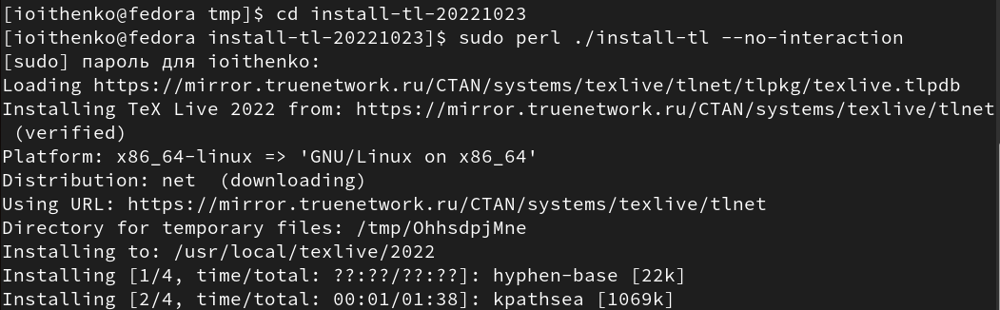 [ioithenko@fedora tmp]$ cd install-tl-20221023
[ioithenko@fedora install-tl-20221023]$ sudo perl ./install-tl --no-interaction
[sudo] пароль для ioithenko:
Loading https://mirror.truenetwork.ru/CTAN/systems/texlive/tlnet/tlpkg/texlive.tlpdb
Installing TeX Live 2022 from: https://mirror.truenetwork.ru/CTAN/systems/texlive/tlnet
(verified)
Platform: x86_64-linux => 'GNU/Linux on x86_64'
Distribution: net  (downloading)
Using URL: https://mirror.truenetwork.ru/CTAN/systems/texlive/tlnet
Directory for temporary files: /tmp/OhhsdpjMne
Installing to: /usr/local/texlive/2022
Installing [1/4, time/total: ??:??/??:??]: hyphen-base [22k]
Installing [2/4, time/total: 00:01/01:38]: kpathsea [1069k]